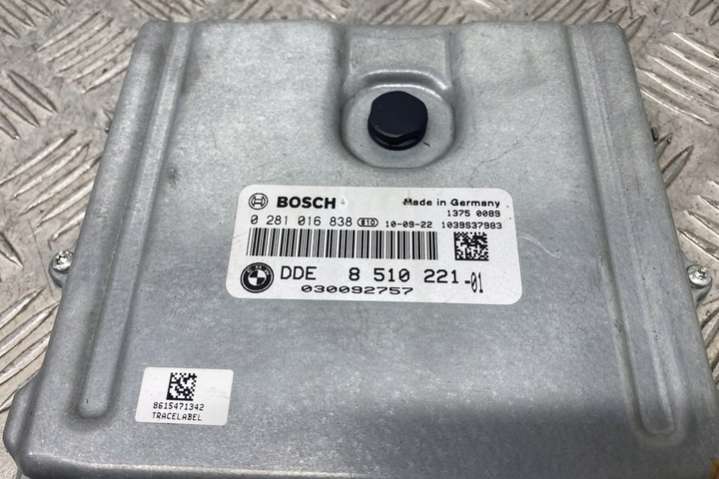 BOSCH Made in Germany
1375 0089
0 281 016 838 E10 10-09-22 1039S37983
DDE 8 510 221-01
030092757
8615471342
TRACELABEL